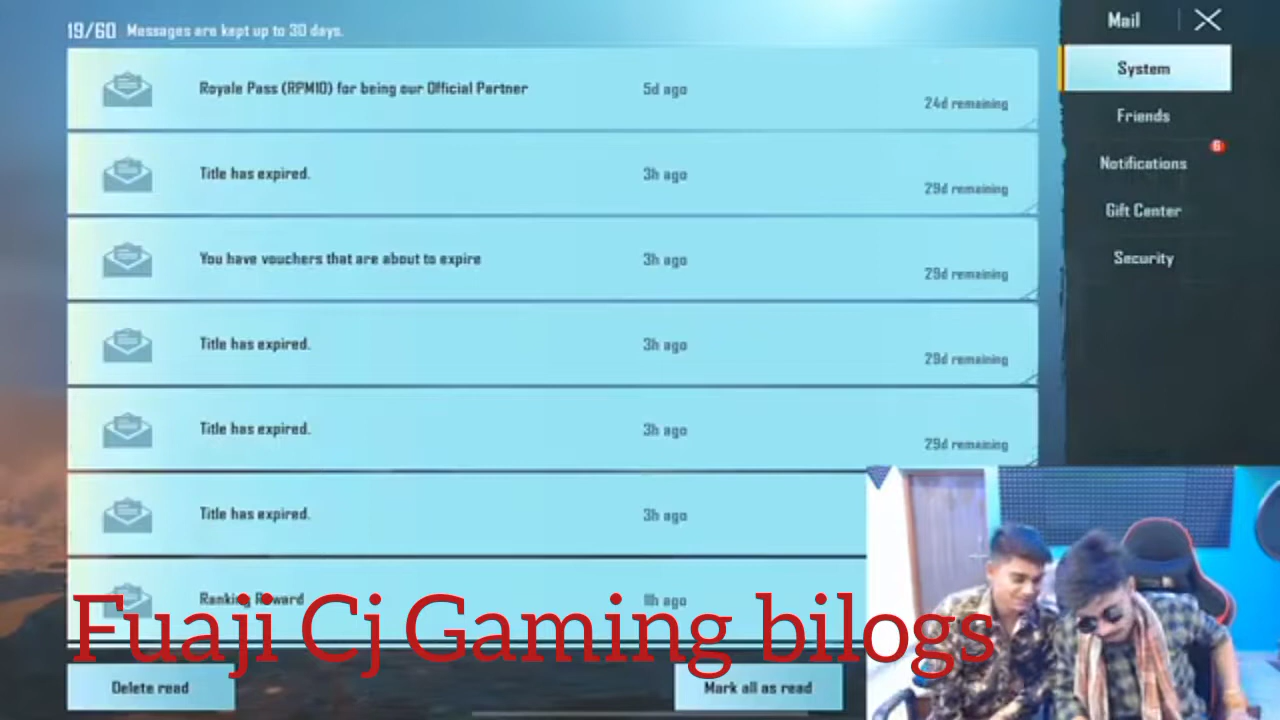 19/60 Messages are kept up to 30 days.
Mail
System
Friends
6
Notifications
Gift Center
Security
Royale Pass (RPM10) for being our Official Partner 5d ago 24d remaining
Title has expired. 3h ago 29d remaining
You have vouchers that are about to expire 3h ago 29d remaining
Title has expired. 3h ago 29d remaining
Title has expired. 3h ago 29d remaining
Title has expired. 3h ago
Ranking Reward 11h ago
Fuaji Cj Gaming bilogs
Delete read
Mark all as read